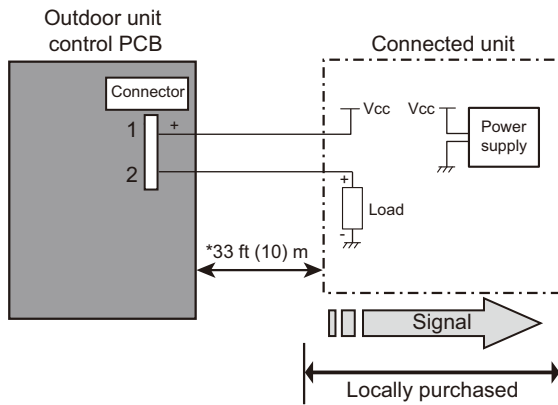 Outdoor unit
control PCB
Connected unit
Connector
1
+
Vcc
Vcc
Power
supply
2
+
Load
-
*33 ft (10) m
Signal
Locally purchased